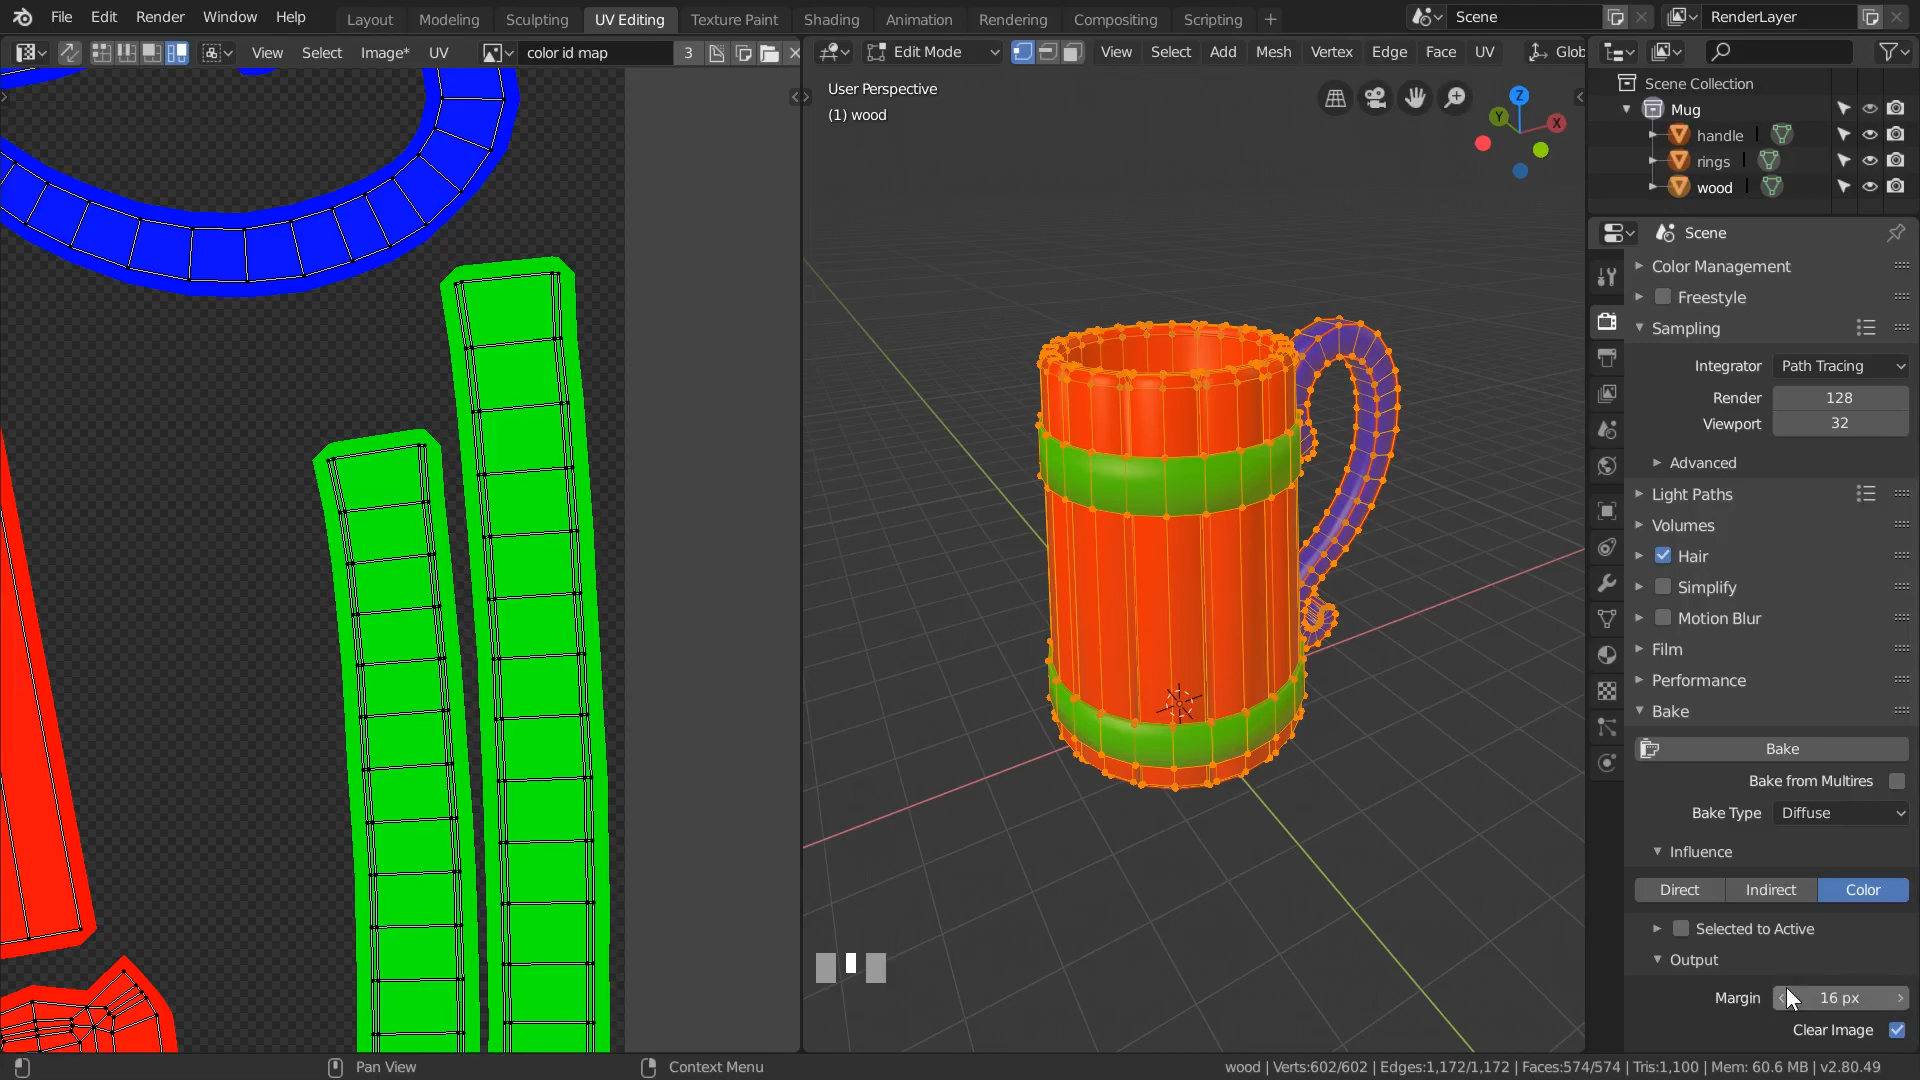 File Edit Render Window Help Layout Modeling Sculpting UV Editing Texture Paint Shading Animation Rendering Compositing Scripting + Scene RenderLayer
View Select Image* UV color id map 3 Edit Mode View Select Add Mesh Vertex Edge Face UV Glob
User Perspective
(1) wood
Z
Y
X
Scene Collection
Mug
handle
rings
wood
Scene
Color Management
Freestyle
Sampling
Integrator Path Tracing
Render 128
Viewport 32
Advanced
Light Paths
Volumes
Hair
Simplify
Motion Blur
Film
Performance
Bake
Bake
Bake from Multires
Bake Type Diffuse
Influence
Direct Indirect Color
Selected to Active
Output
Margin 16 px
Clear Image
Pan View Context Menu wood | Verts:602/602 | Edges:1,172/1,172 | Faces:574/574 | Tris:1,100 | Mem: 60.6 MB | v2.80.49